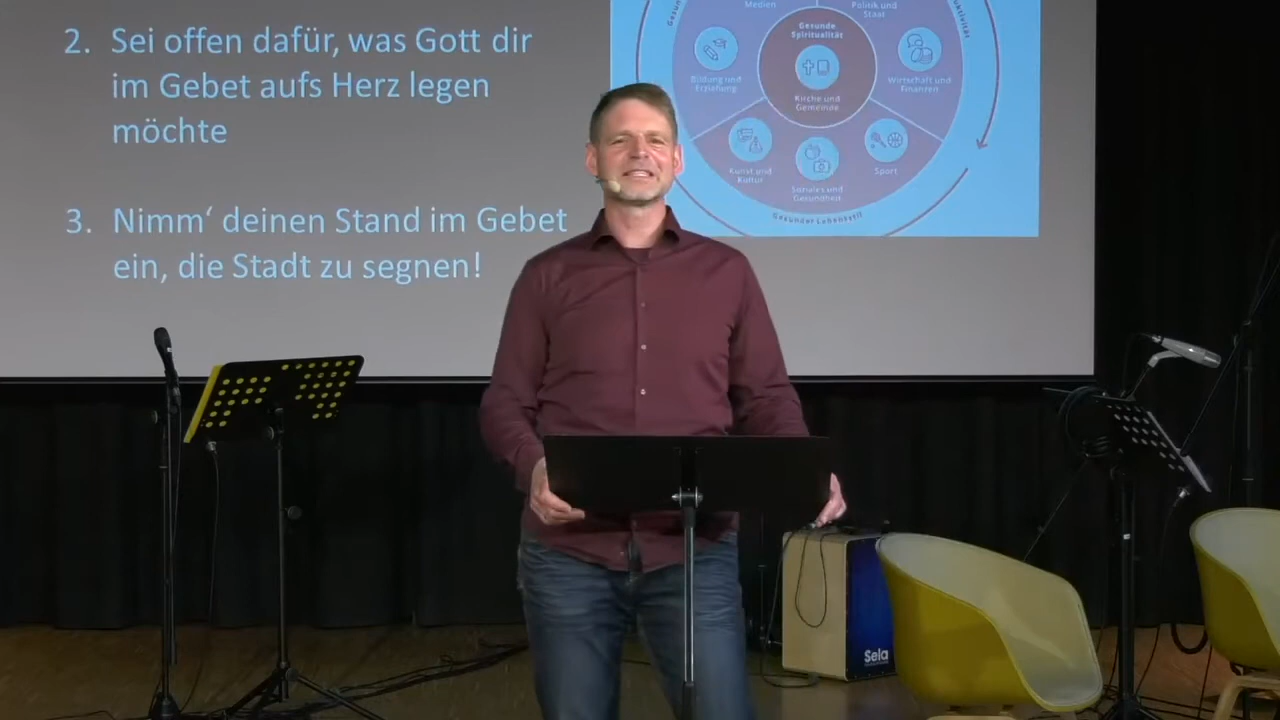 2. Sei offen dafür, was Gott dir
im Gebet aufs Herz legen
möchte
3. Nimm‘ deinen Stand im Gebet
ein, die Stadt zu segnen!
Medien
Politik und
Staat
Gesunde
Spiritualität
Bildung und
Erziehung
Kirche und
Gemeinde
Wirtschaft und
Finanzen
Kunst und
Kultur
Soziales und
Gesundheit
Sport
Gesunder Lebensstil
Sela